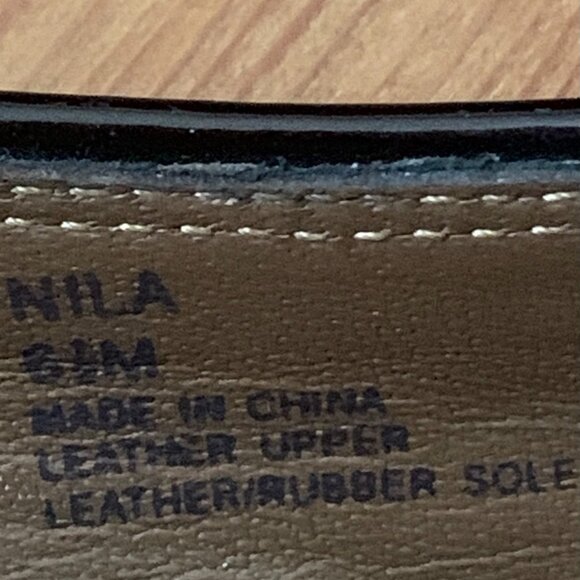 NILA
MADE IN CHINA
LEATHER UPPER
LEATHER/RUBBER SOLE